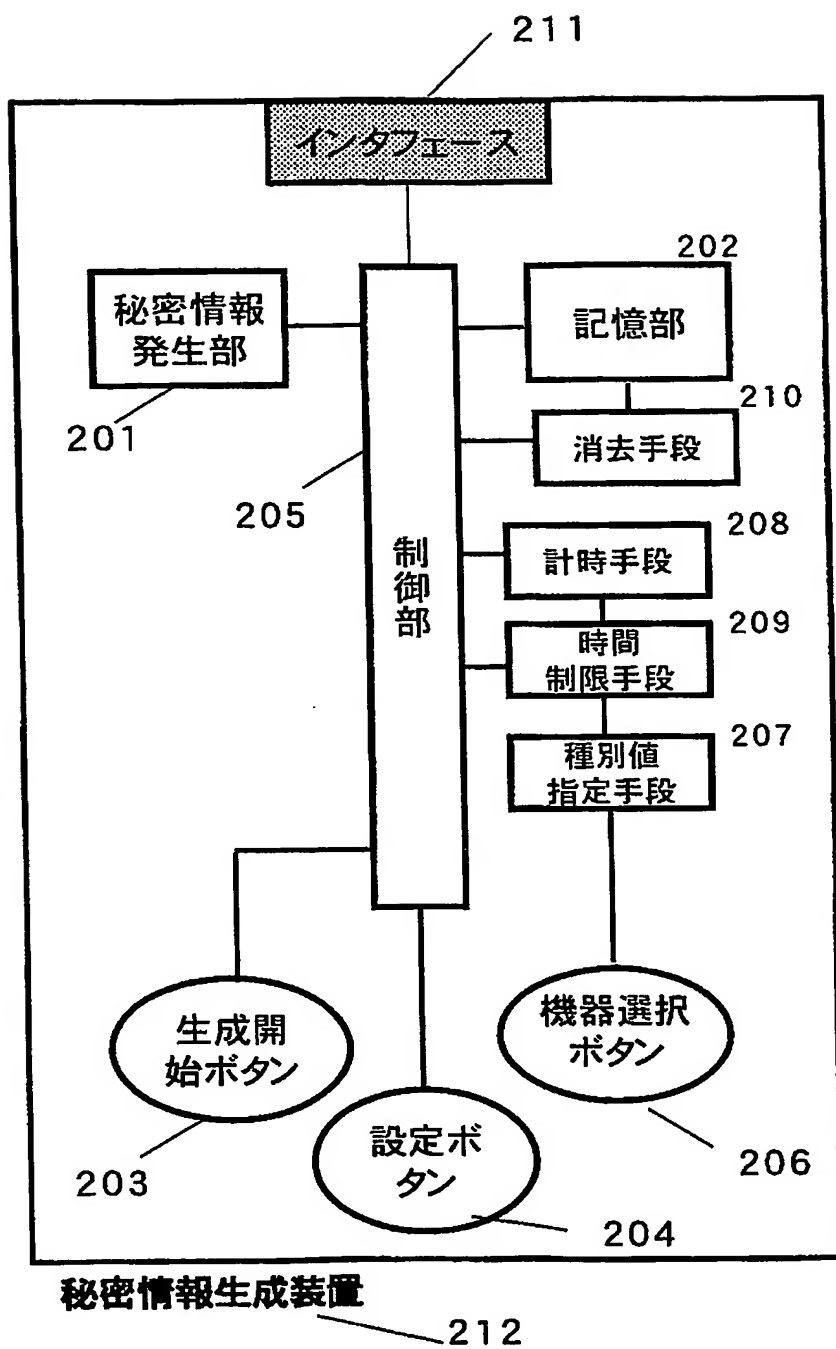 211
インタフェース
202
秘密情報
発生部
記憶部
201
210
消去手段
205
208
制御部
計時手段
209
時間
制限手段
207
種別値
指定手段
生成開
始ボタン
機器選択
ボタン
203
設定ボ
タン
206
204
秘密情報生成装置
212